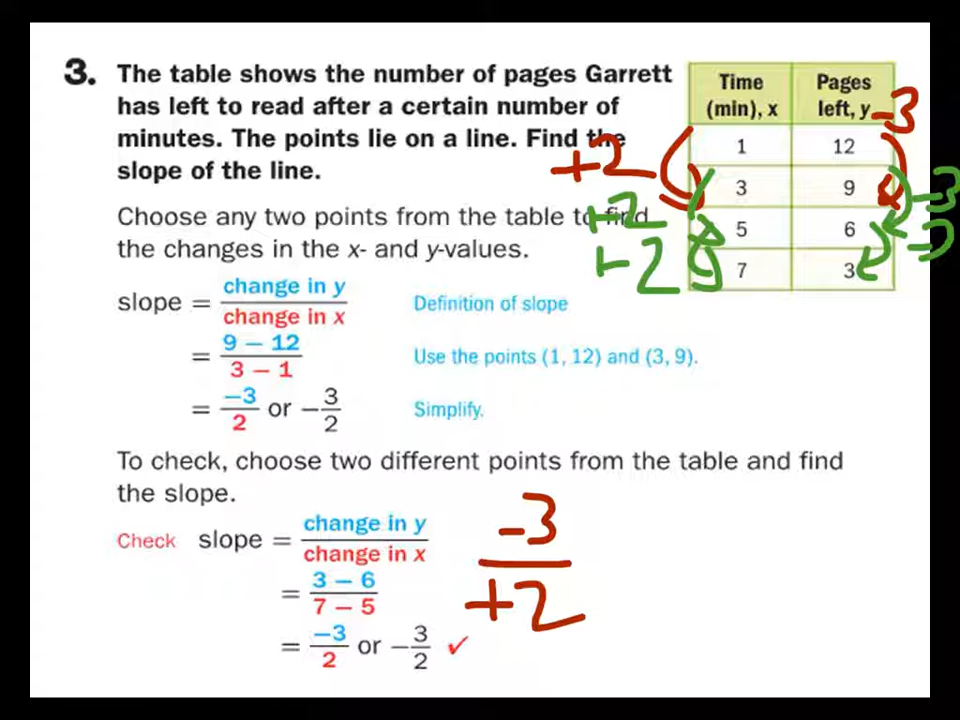 3. The table shows the number of pages Garrett
has left to read after a certain number of
minutes. The points lie on a line. Find the
slope of the line.
Time (min), x Pages left, y
1 12
3 9
5 6
7 3
-3
+2
+2
+2
-3
Choose any two points from the table to find
the changes in the x- and y-values.
slope = change in y / change in x Definition of slope
= 9 − 12 / 3 − 1 Use the points (1, 12) and (3, 9).
= −3/2 or −3/2 Simplify.
To check, choose two different points from the table and find
the slope.
Check slope = change in y / change in x
= 3 − 6 / 7 − 5
= −3/2 or −3/2 ✓
-3
+2